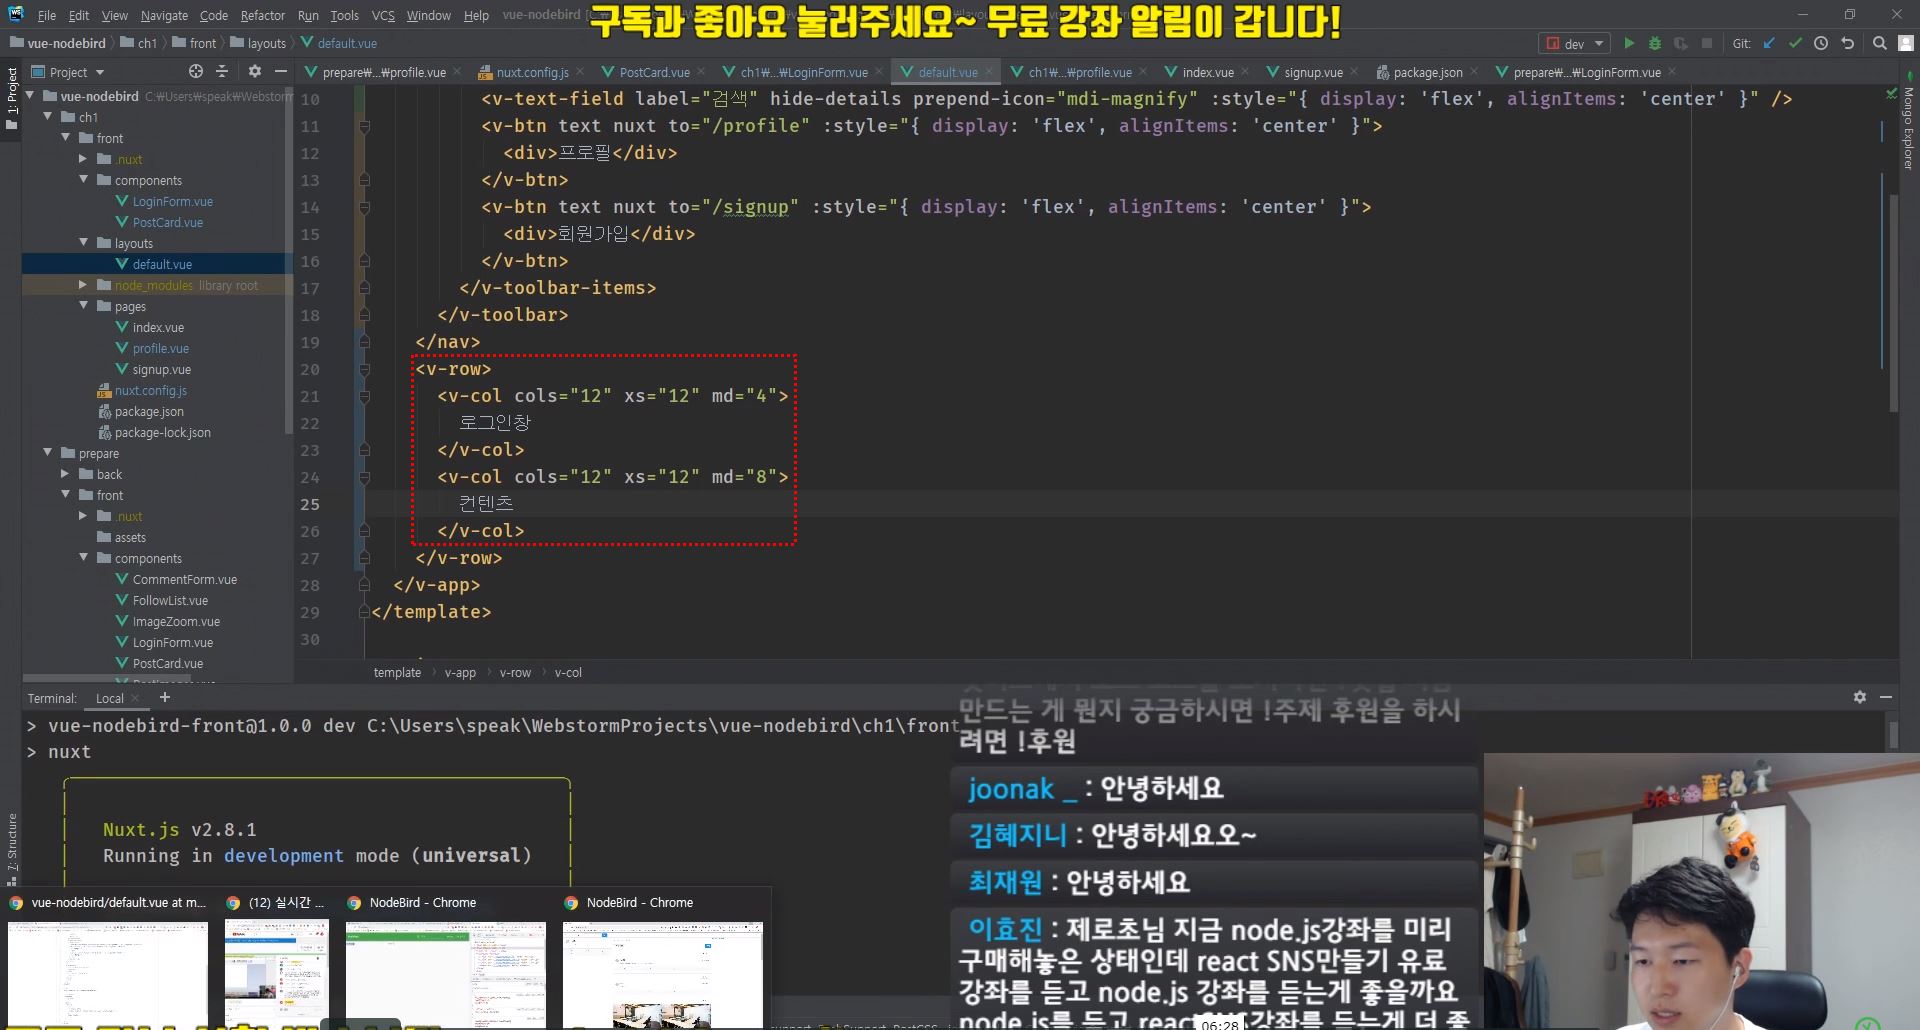 File Edit View Navigate Code Refactor Run Tools VCS Window Help vue-nodebird
구독과 좋아요 눌러주세요~ 무료 강좌 알림이 갑니다!
vue-nodebird ch1 front layouts default.vue
dev Git:
Project
prepare₩...₩profile.vue nuxt.config.js PostCard.vue ch1₩...₩LoginForm.vue default.vue ch1₩...₩profile.vue index.vue signup.vue package.json prepare₩...₩LoginForm.vue
1: Project
vue-nodebird C:₩Users₩speak₩Webstorm
ch1
front
.nuxt
components
LoginForm.vue
PostCard.vue
layouts
default.vue
node_modules library root
pages
index.vue
profile.vue
signup.vue
nuxt.config.js
package.json
package-lock.json
prepare
back
front
.nuxt
assets
components
CommentForm.vue
FollowList.vue
ImageZoom.vue
LoginForm.vue
PostCard.vue
10 <v-text-field label="검색" hide-details prepend-icon="mdi-magnify" :style="{ display: 'flex', alignItems: 'center' }" />
11 <v-btn text nuxt to="/profile" :style="{ display: 'flex', alignItems: 'center' }">
12 <div>프로필</div>
13 </v-btn>
14 <v-btn text nuxt to="/signup" :style="{ display: 'flex', alignItems: 'center' }">
15 <div>회원가입</div>
16 </v-btn>
17 </v-toolbar-items>
18 </v-toolbar>
19 </nav>
20 <v-row>
21 <v-col cols="12" xs="12" md="4">
22 로그인창
23 </v-col>
24 <v-col cols="12" xs="12" md="8">
25 컨텐츠
26 </v-col>
27 </v-row>
28 </v-app>
29 </template>
30
Mongo Explorer
template v-app v-row v-col
Terminal: Local +
> vue-nodebird-front@1.0.0 dev C:\Users\speak\WebstormProjects\vue-nodebird\ch1\front
> nuxt
Nuxt.js v2.8.1
Running in development mode (universal)
7: Structure
vue-nodebird/default.vue at m... (12) 실시간 ... NodeBird - Chrome NodeBird - Chrome
만드는 게 뭔지 궁금하시면 !주제 후원을 하시
려면 !후원
joonak _ : 안녕하세요
김혜지니 : 안녕하세요오~
최재원 : 안녕하세요
이효진 : 제로초님 지금 node.js강좌를 미리
구매해놓은 상태인데 react SNS만들기 유료
강좌를 듣고 node.js 강좌를 듣는게 좋을까요
06:28